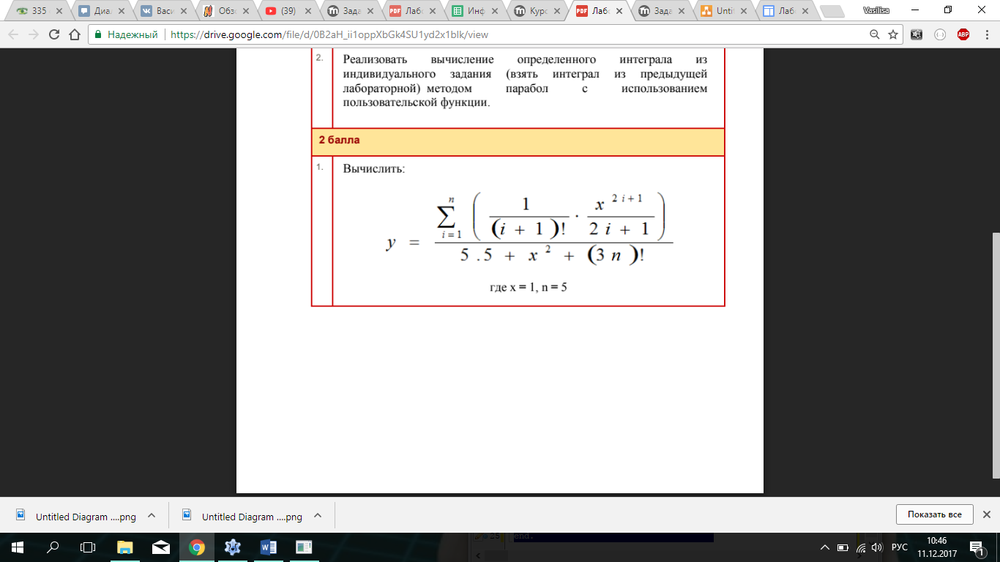 335 Диа. Васи Обзо (39) Зада Лабо Инф Курс Лабо Зада Untit Лаб Vasilisa
Надежный https://drive.google.com/file/d/0B2aH_ii1oppXbGk4SU1yd2x1blk/view ABP
2. Реализовать вычисление определенного интеграла из
индивидуального задания (взять интеграл из предыдущей
лабораторной) методом парабол с использованием
пользовательской функции.
2 балла
1. Вычислить:
y = \frac{\sum_{i=1}^{n} \left( \frac{1}{(i+1)!} \cdot \frac{x^{2i+1}}{2i+1} \right)}{5.5 + x^2 + (3n)!}
где x = 1, n = 5
Untitled Diagram ....png Untitled Diagram ....png Показать все
25 end.
РУС 10:46
11.12.2017 1